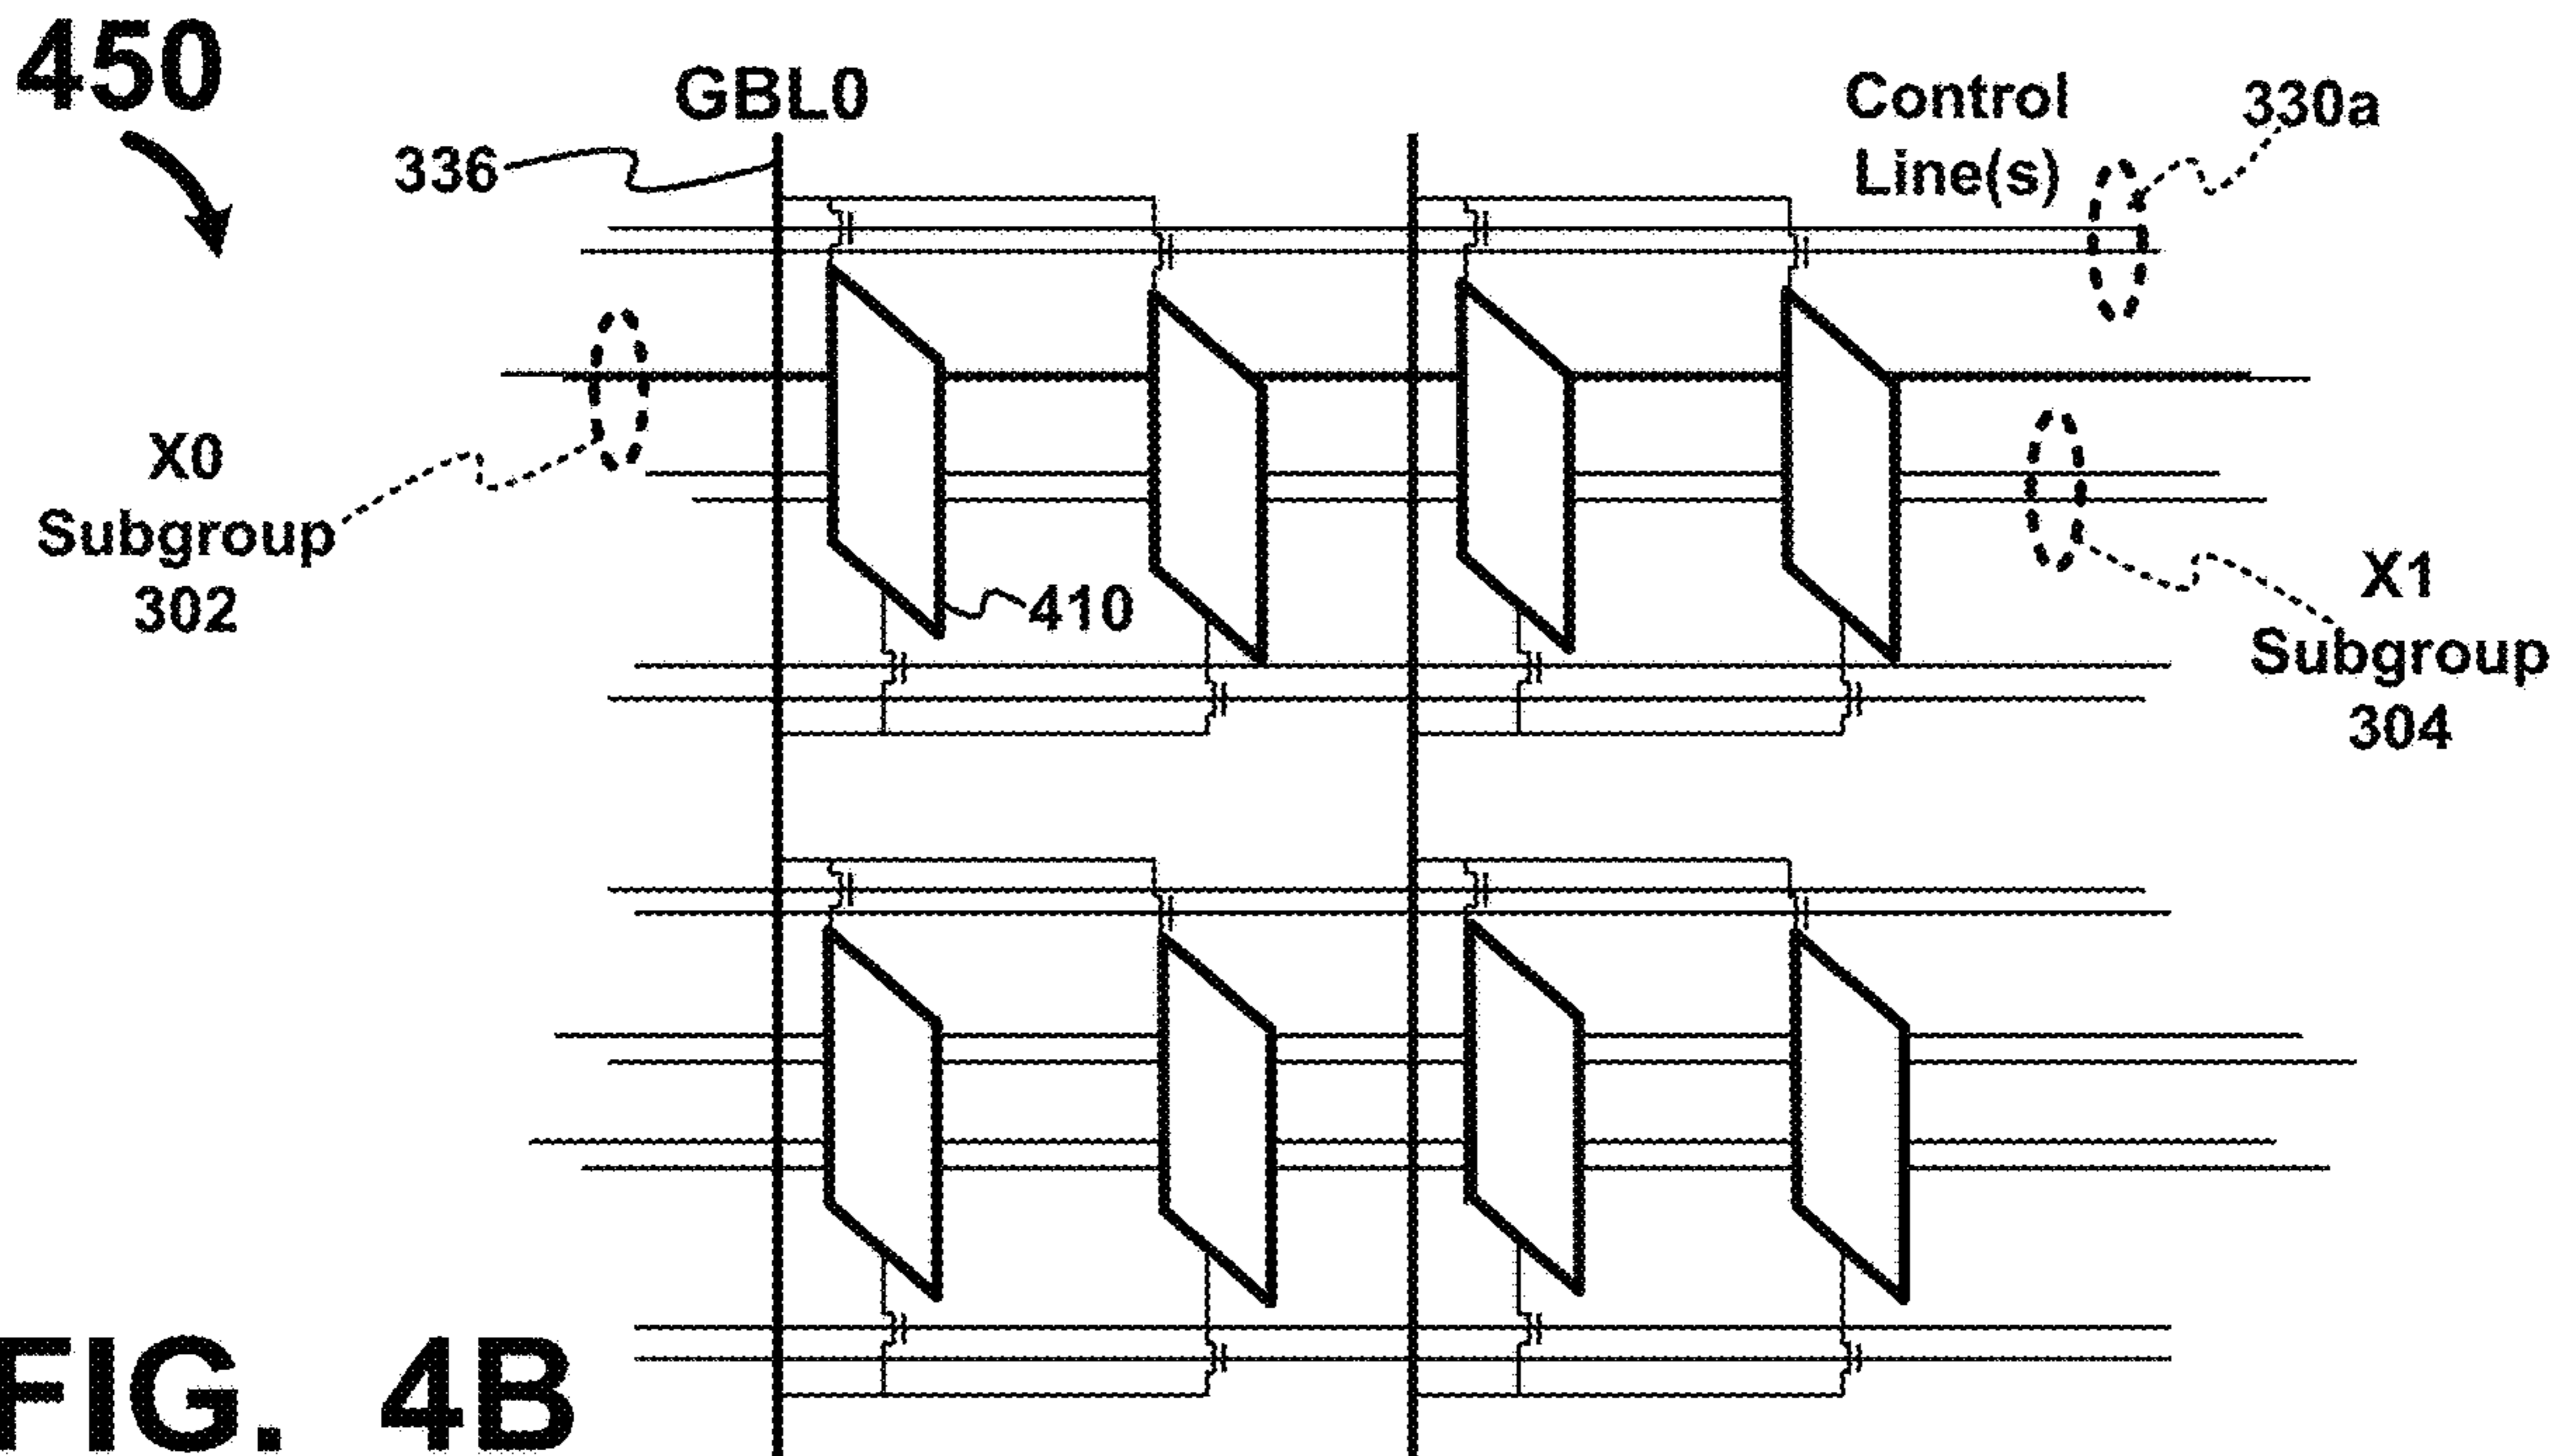 450
GBL0
336
Control
Line(s)
330a
X0
Subgroup
302
410
X1
Subgroup
304
FIG. 4B